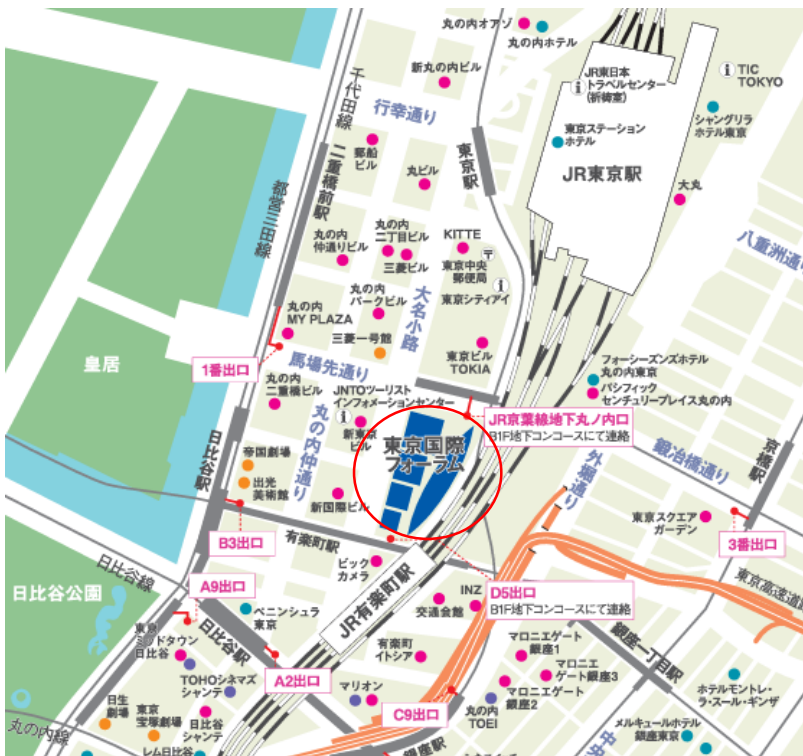 丸の内オアゾ
丸の内ホテル
新丸の内ビル
千代田線
行幸通り
JR東日本
トラベルセンター
(祈祷室)
TIC
TOKYO
シャングリラ
ホテル東京
東京ステーション
ホテル
JR東京駅
大丸
東京駅
郵船
ビル
丸ビル
二重橋前駅
都営三田線
丸の内
仲通りビル
丸の内
二丁目ビル
三菱ビル
KITTE
東京中央
郵便局
東京シティアイ
八重洲通り
丸の内
パークビル
大名小路
丸の内
MY PLAZA
三菱一号館
東京ビル
TOKIA
皇居
1番出口
馬場先通り
フォーシーズンズホテル
丸の内東京
パシフィック
センチュリープレイス丸の内
丸の内
二重橋ビル
JNTOツーリスト
インフォメーションセンター
丸の内仲通り
新東京
ビル
東京国際
フォーラム
JR京葉線地下丸ノ内口
B1F地下コンコースにて連絡
外堀通り
鍛冶橋通り
京橋駅
日比谷駅
帝国劇場
出光
美術館
新国際ビル
東京スクエア
ガーデン
3番出口
B3出口
有楽町駅
日比谷線
ビック
カメラ
JR有楽町駅
D5出口
B1F地下コンコースにて連絡
東京高速道路
日比谷公園
A9出口
ペニンシュラ
東京
交通会館
INZ
銀座一丁目駅
東京
ミッドタウン
日比谷
日比谷駅
有楽町
イトシア
マロニエゲート
銀座1
マロニエ
ゲート銀座3
マロニエゲート
銀座2
TOHOシネマズ
シャンテ
A2出口
マリオン
C9出口
丸の内
TOEI
ホテルモントレ・
ラ・スール・ギンザ
日生
劇場
東京
宝塚劇場
日比谷
シャンテ
メルキュールホテル
銀座東京
丸の内線
レム日比谷
銀座駅